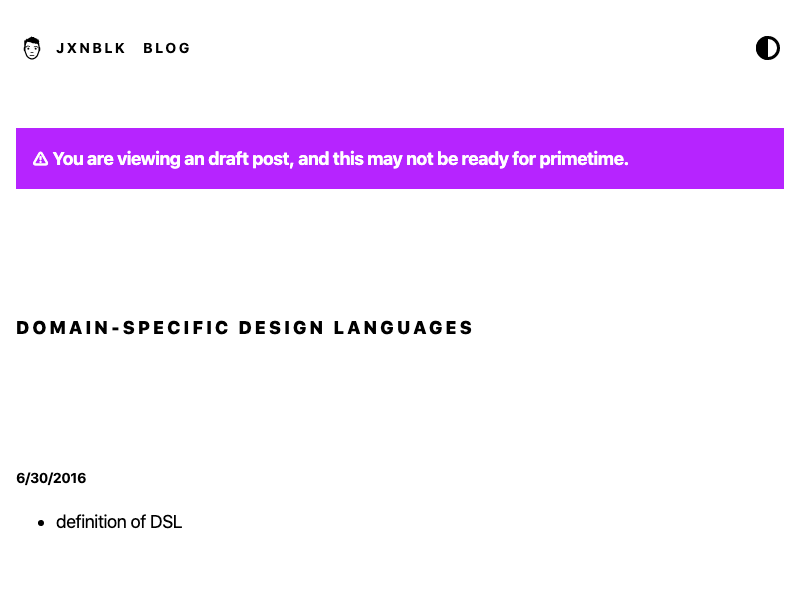 JXNBLK BLOG
⚠ You are viewing an draft post, and this may not be ready for primetime.
DOMAIN-SPECIFIC DESIGN LANGUAGES
6/30/2016
• definition of DSL